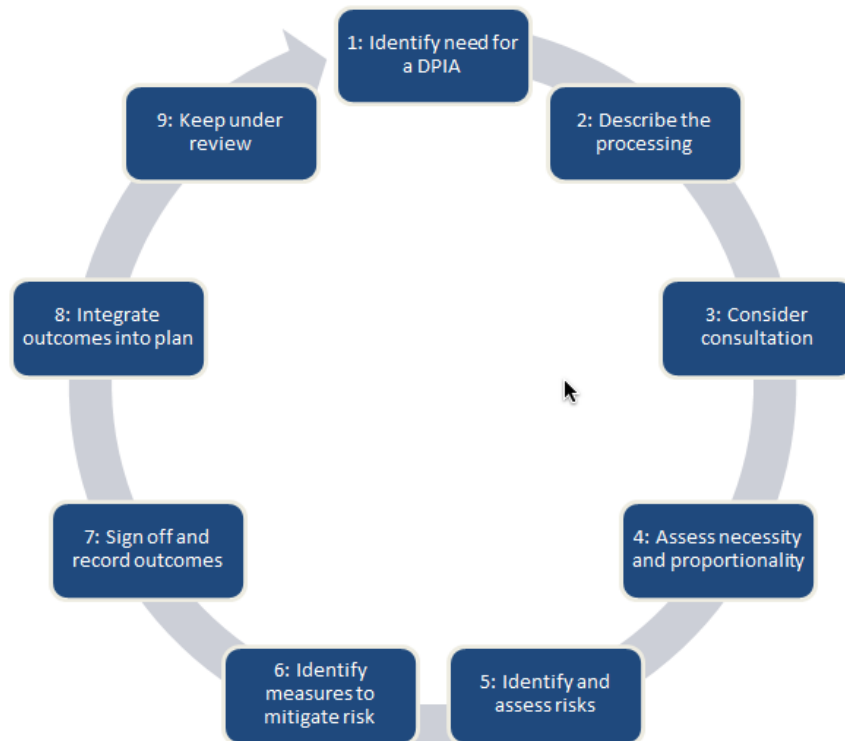 1: Identify need for
a DPIA
2: Describe the
processing
3: Consider
consultation
4: Assess necessity
and proportionality
5: Identify and
assess risks
6: Identify
measures to
mitigate risk
7: Sign off and
record outcomes
8: Integrate
outcomes into plan
9: Keep under
review